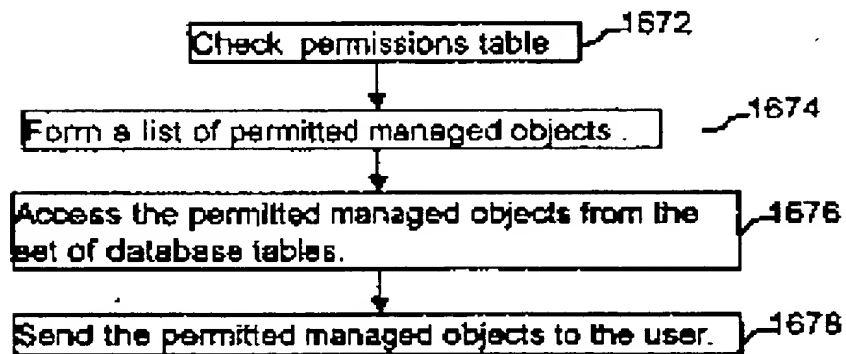 Check permissions table
1672
Form a list of permitted managed objects.
1674
Access the permitted managed objects from the
set of database tables.
1676
Send the permitted managed objects to the user.
1678